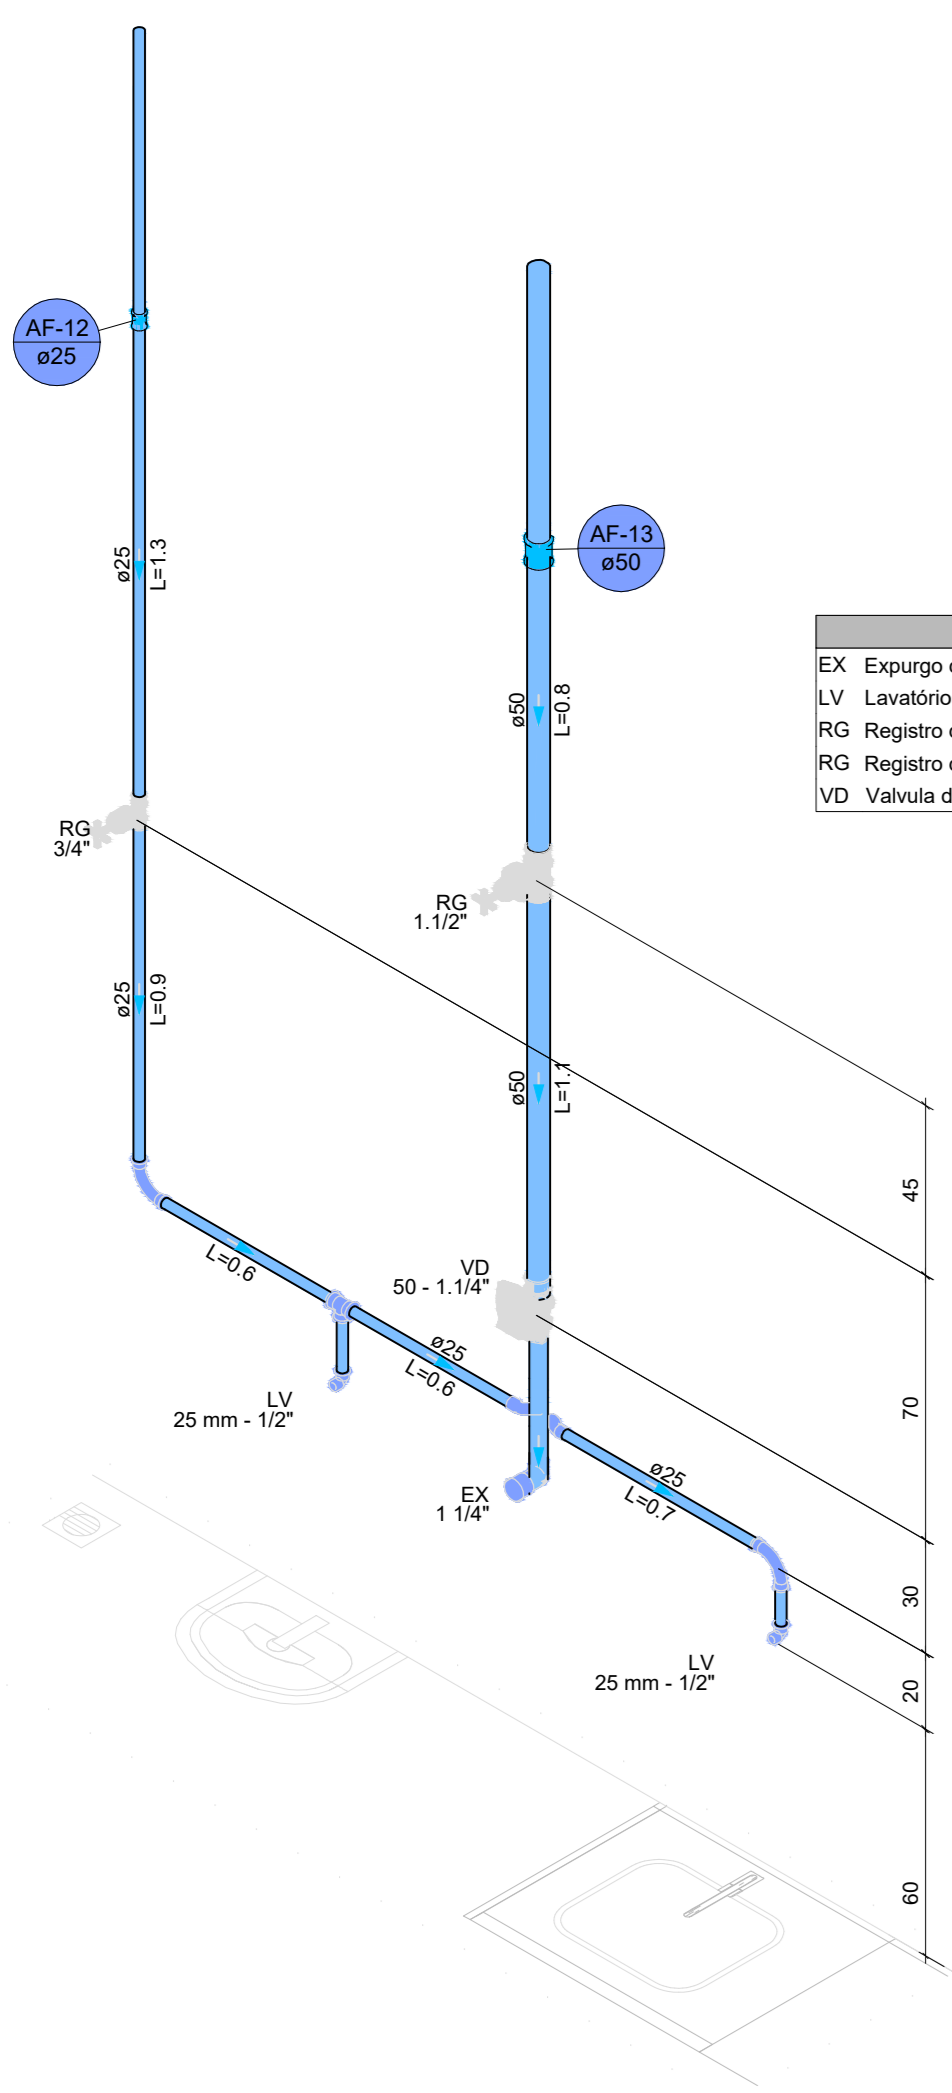 AF-12
ø25
AF-13
ø50
ø25
L=1.3
ø50
L=0.8
EX Expurgo
LV Lavatório
RG Registro
RG Registro
VD Valvula
RG
3/4"
RG
1.1/2"
ø25
L=0.9
ø50
L=1.1
45
L=0.6
VD
50 - 1.1/4"
ø25
L=0.6
LV
25 mm - 1/2"
70
EX
1 1/4"
ø25
L=0.7
30
LV
25 mm - 1/2"
20
60